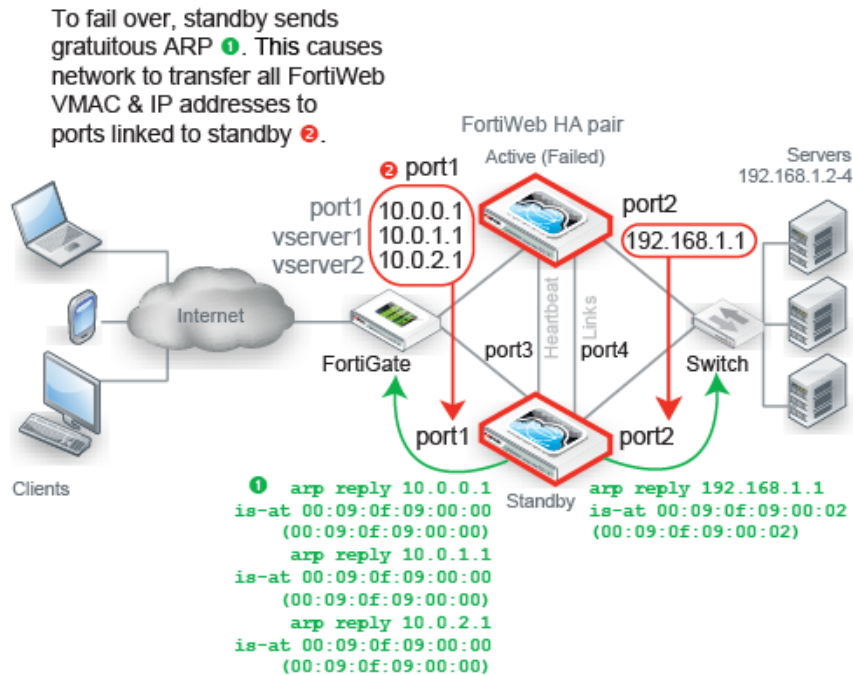 To fail over, standby sends
gratuitous ARP ❶. This causes
network to transfer all FortiWeb
VMAC & IP addresses to
ports linked to standby ❷.
FortiWeb HA pair
Active (Failed)
Servers
192.168.1.2-4
❷ port1
port1 10.0.0.1
vserver1 10.0.1.1
vserver2 10.0.2.1
port2
192.168.1.1
Internet
FortiGate
port3
Heartbeat
Links
port4
Switch
port1
port2
Clients
Standby
❶ arp reply 10.0.0.1
is-at 00:09:0f:09:00:00
(00:09:0f:09:00:00)
arp reply 10.0.1.1
is-at 00:09:0f:09:00:00
(00:09:0f:09:00:00)
arp reply 10.0.2.1
is-at 00:09:0f:09:00:00
(00:09:0f:09:00:00)
arp reply 192.168.1.1
is-at 00:09:0f:09:00:02
(00:09:0f:09:00:02)